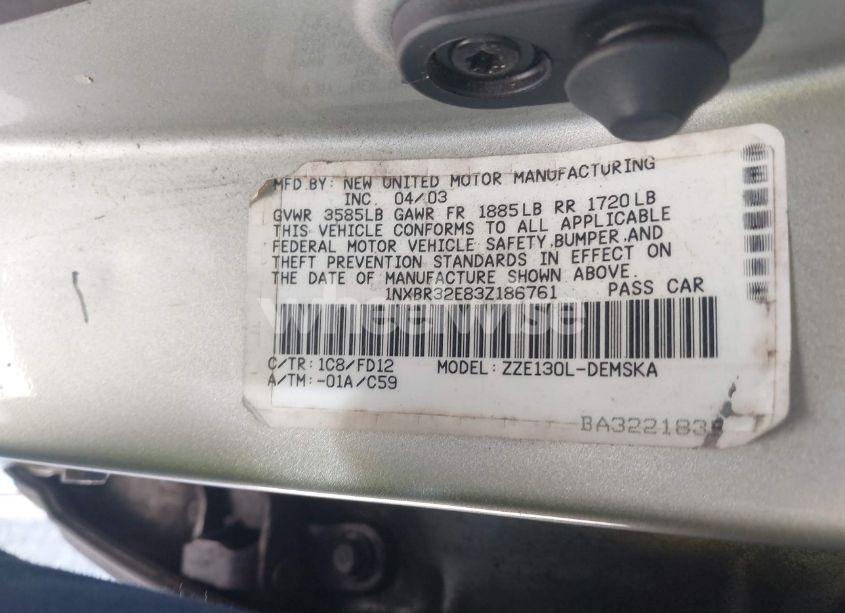 MFD.BY: NEW UNITED MOTOR MANUFACTURING
INC. 04/03
GVWR 3585LB GAWR FR 1885LB RR 1720LB
THIS VEHICLE CONFORMS TO ALL APPLICABLE
FEDERAL MOTOR VEHICLE SAFETY,BUMPER,AND
THEFT PREVENTION STANDARDS IN EFFECT ON
THE DATE OF MANUFACTURE SHOWN ABOVE.
1NXBR32E83Z186761 PASS CAR
wheelwise
C/TR: 1C8/FD12 MODEL: ZZE130L-DEMSKA
A/TM:-01A/C59
BA322183